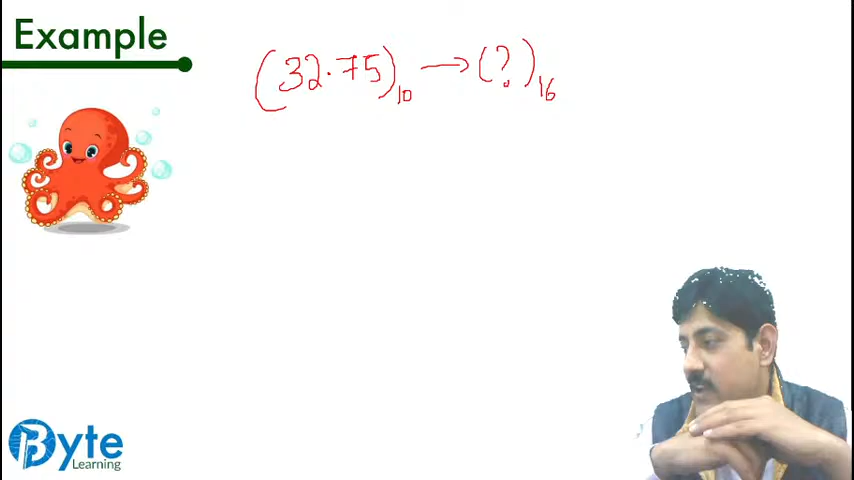 Example
(32.75)10 → (?)16
Byte
Learning